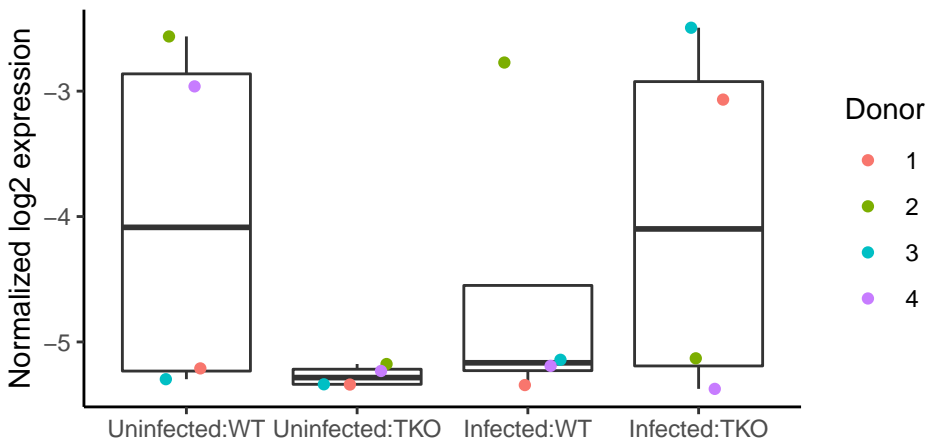 Normalized log2 expression
−3
−4
−5
Uninfected:WT
Uninfected:TKO
Infected:WT
Infected:TKO
Donor
1
2
3
4